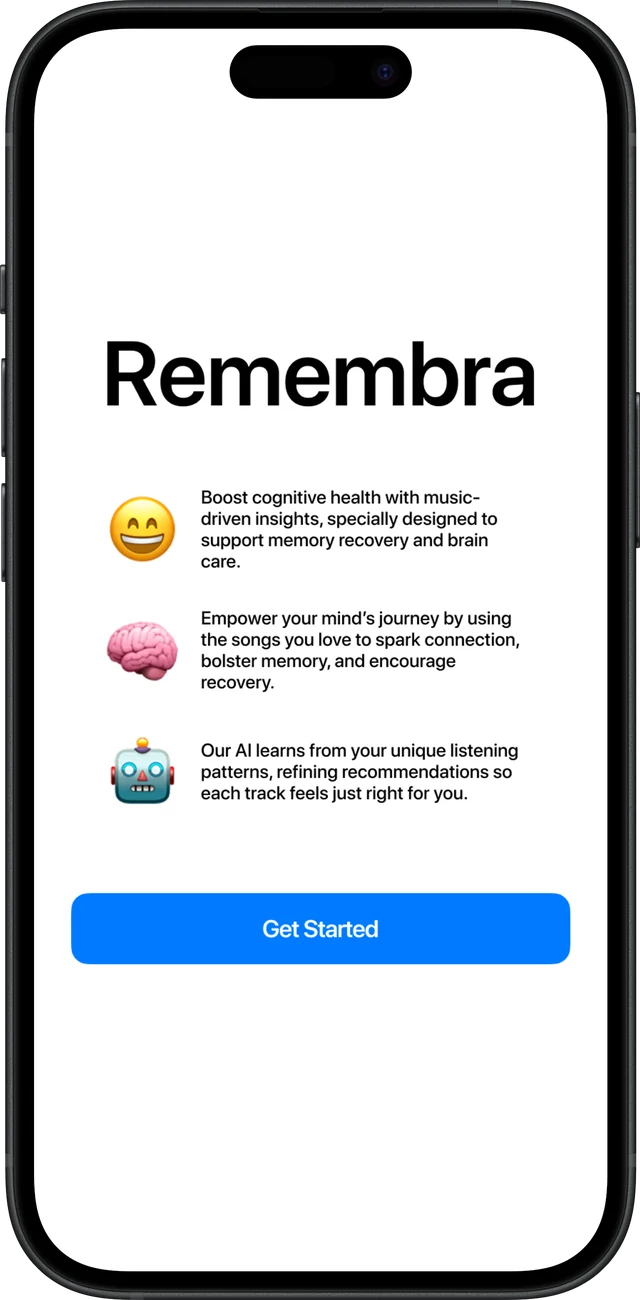 Remembra
Boost cognitive health with music-
driven insights, specially designed to
support memory recovery and brain
care.
Empower your mind’s journey by using
the songs you love to spark connection,
bolster memory, and encourage
recovery.
Our AI learns from your unique listening
patterns, refining recommendations so
each track feels just right for you.
Get Started